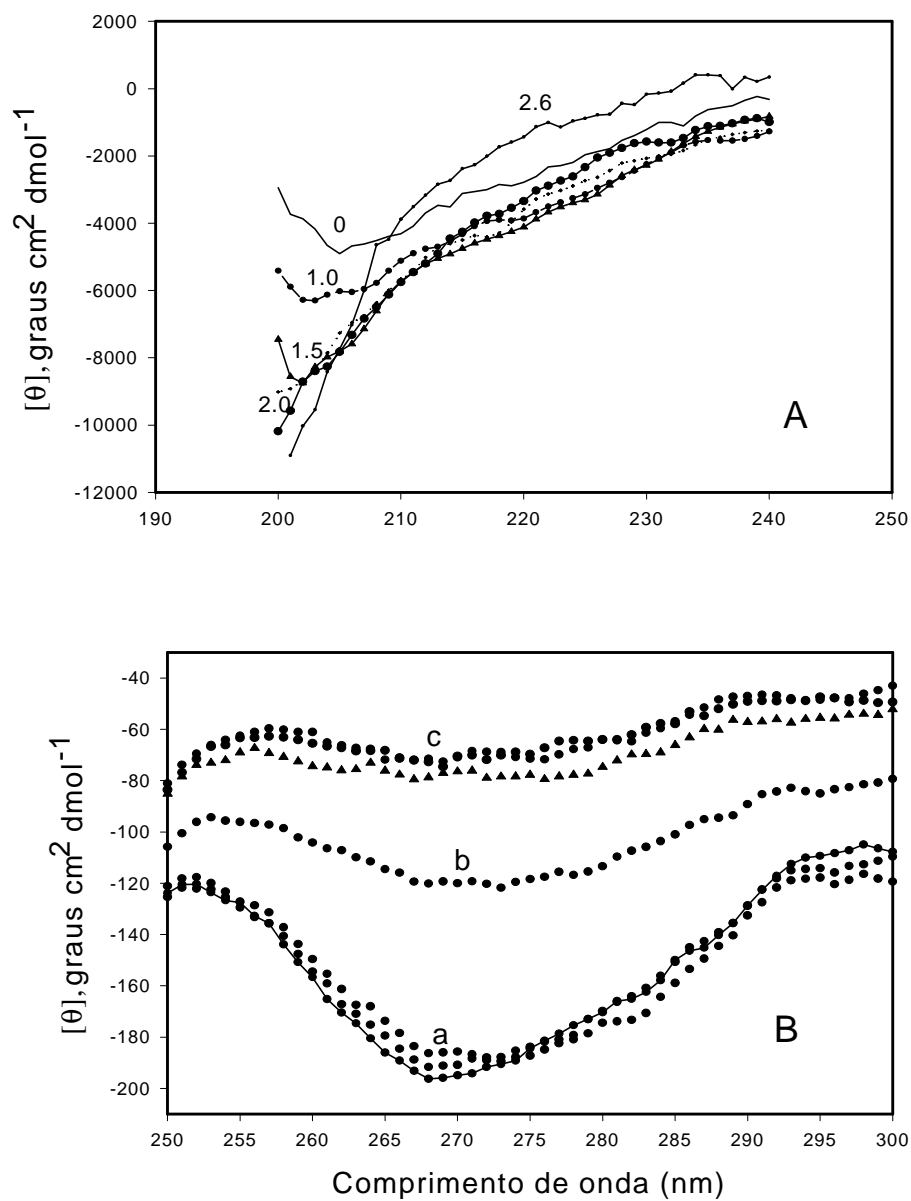 2000
0
-2000
-4000
-6000
-8000
-10000
-12000
190 200 210 220 230 240 250
[θ], graus cm2 dmol-1
2.6
0
1.0
1.5
2.0
A
-40
-60
-80
-100
-120
-140
-160
-180
-200
250 255 260 265 270 275 280 285 290 295 300
[θ], graus cm2 dmol-1
c
b
a
B
Comprimento de onda (nm)